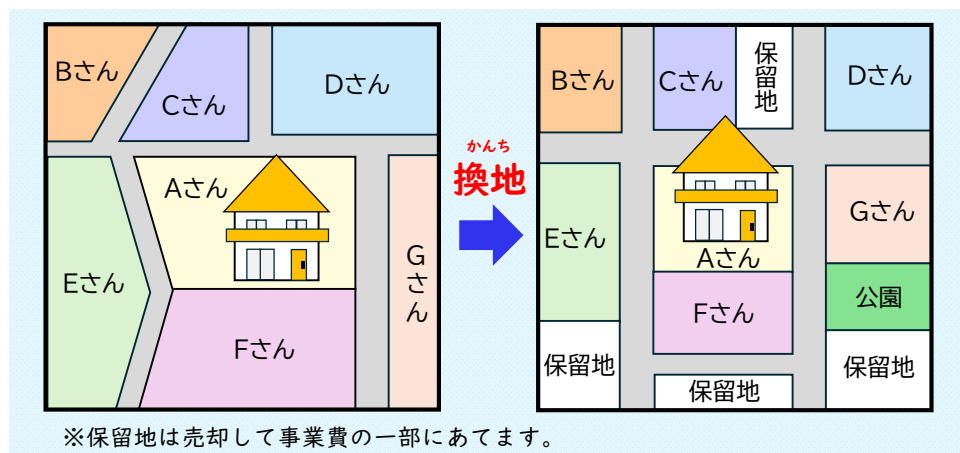 Bさん
Cさん
Dさん
Aさん
Eさん
Fさん
Gさん
かんち
換地
Bさん
Cさん
保留地
Dさん
Eさん
Aさん
Gさん
Fさん
公園
保留地
保留地
保留地
※保留地は売却して事業費の一部にあてます。